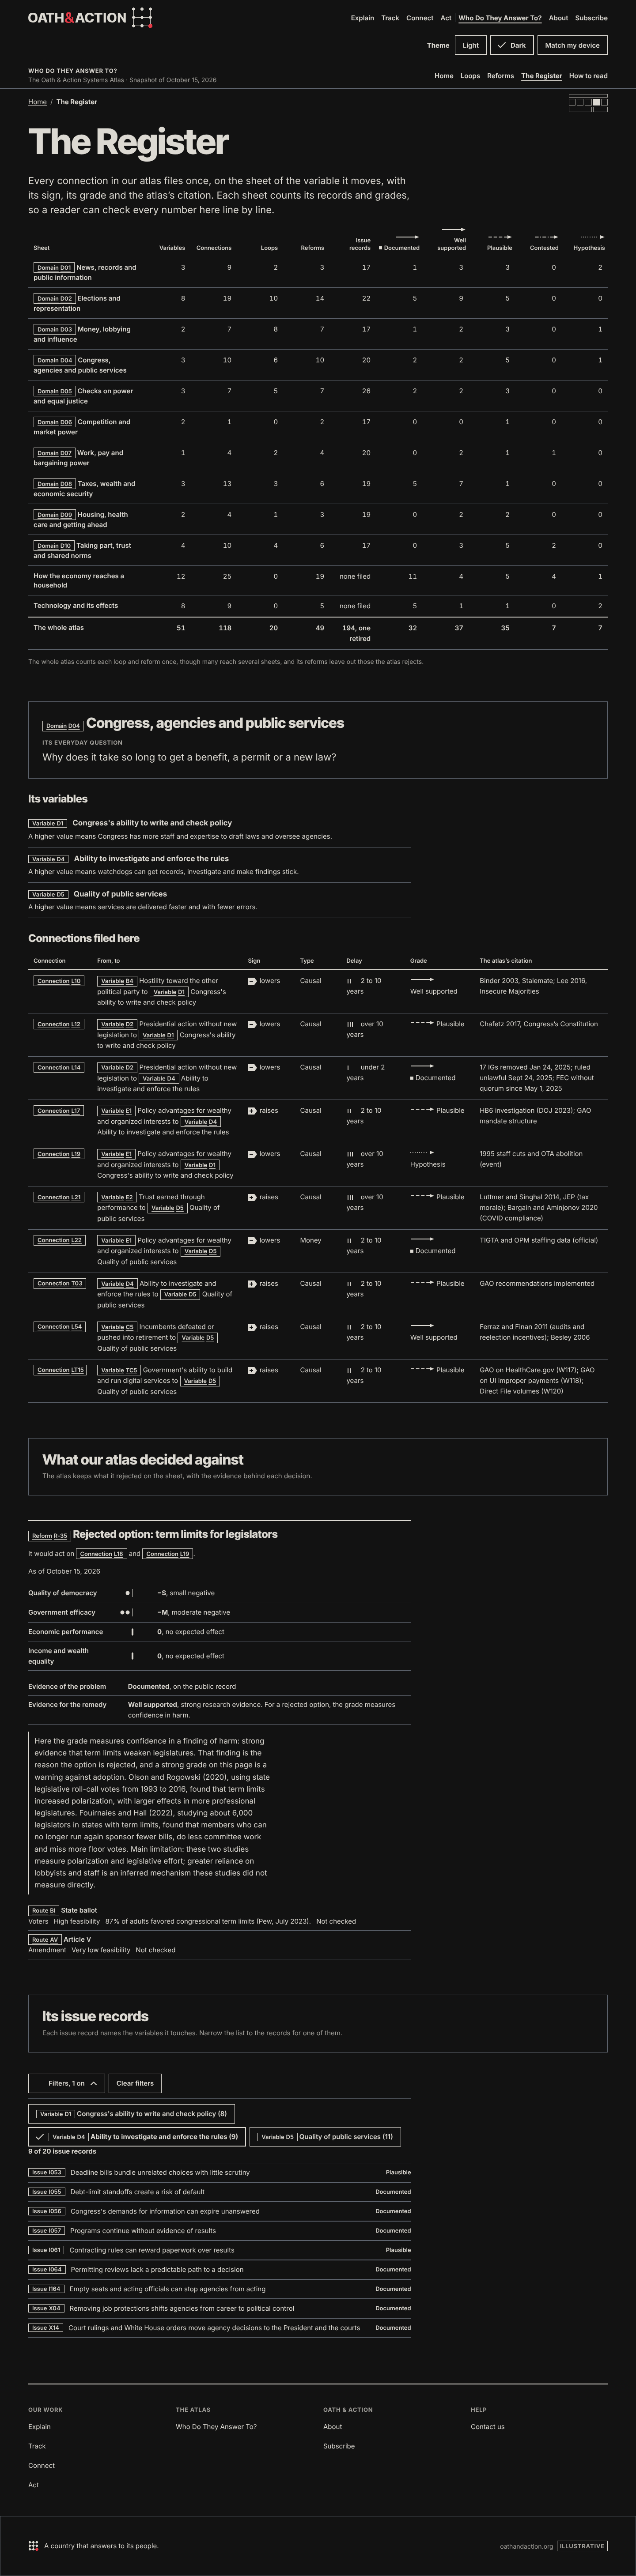 OATH&ACTION
Explain Track Connect Act Who Do They Answer To? About Subscribe
Theme Light Dark Match my device
WHO DO THEY ANSWER TO?
The Oath & Action Systems Atlas · Snapshot of October 15, 2026
Home Loops Reforms The Register How to read
Home / The Register
The Register
Every connection in our atlas files once, on the sheet of the variable it moves, with
its sign, its grade and the atlas's citation. Each sheet counts its records and grades,
so a reader can check every number here line by line.
Sheet Variables Connections Loops Reforms Issue records Documented Well supported Plausible Contested Hypothesis
Domain D01 News, records and public information 3 9 2 3 17 1 3 3 0 2
Domain D02 Elections and representation 8 19 10 14 22 5 9 5 0 0
Domain D03 Money, lobbying and influence 2 7 8 7 17 1 2 3 0 1
Domain D04 Congress, agencies and public services 3 10 6 10 20 2 2 5 0 1
Domain D05 Checks on power and equal justice 3 7 5 7 26 2 2 3 0 0
Domain D06 Competition and market power 2 1 0 2 17 0 0 1 0 0
Domain D07 Work, pay and bargaining power 1 4 2 4 20 0 2 1 1 0
Domain D08 Taxes, wealth and economic security 3 13 3 6 19 5 7 1 0 0
Domain D09 Housing, health care and getting ahead 2 4 1 3 19 0 2 2 0 0
Domain D10 Taking part, trust and shared norms 4 10 4 6 17 0 3 5 2 0
How the economy reaches a household 12 25 0 19 none filed 11 4 5 4 1
Technology and its effects 8 9 0 5 none filed 5 1 1 0 2
The whole atlas 51 118 20 49 194, one retired 32 37 35 7 7
The whole atlas counts each loop and reform once, though many reach several sheets, and its reforms leave out those the atlas rejects.
Domain D04 Congress, agencies and public services
ITS EVERYDAY QUESTION
Why does it take so long to get a benefit, a permit or a new law?
Its variables
Variable D1 Congress's ability to write and check policy
A higher value means Congress has more staff and expertise to draft laws and oversee agencies.
Variable D4 Ability to investigate and enforce the rules
A higher value means watchdogs can get records, investigate and make findings stick.
Variable D5 Quality of public services
A higher value means services are delivered faster and with fewer errors.
Connections filed here
Connection From, to Sign Type Delay Grade The atlas's citation
Connection L10 Variable B4 Hostility toward the other political party to Variable D1 Congress's ability to write and check policy lowers Causal 2 to 10 years Well supported Binder 2003, Stalemate; Lee 2016, Insecure Majorities
Connection L12 Variable D2 Presidential action without new legislation to Variable D1 Congress's ability to write and check policy lowers Causal over 10 years Plausible Chafetz 2017, Congress's Constitution
Connection L14 Variable D2 Presidential action without new legislation to Variable D4 Ability to investigate and enforce the rules lowers Causal under 2 years Documented 17 IGs removed Jan 24, 2025; ruled unlawful Sept 24, 2025; FEC without quorum since May 1, 2025
Connection L17 Variable E1 Policy advantages for wealthy and organized interests to Variable D4 Ability to investigate and enforce the rules raises Causal 2 to 10 years Plausible HB6 investigation (DOJ 2023); GAO mandate structure
Connection L19 Variable E1 Policy advantages for wealthy and organized interests to Variable D1 Congress's ability to write and check policy lowers Causal over 10 years Hypothesis 1995 staff cuts and OTA abolition (event)
Connection L21 Variable E2 Trust earned through performance to Variable D5 Quality of public services raises Causal over 10 years Plausible Luttmer and Singhal 2014, JEP (tax morale); Bargain and Aminjonov 2020 (COVID compliance)
Connection L22 Variable E1 Policy advantages for wealthy and organized interests to Variable D5 Quality of public services lowers Money 2 to 10 years Documented TIGTA and OPM staffing data (official)
Connection T03 Variable D4 Ability to investigate and enforce the rules to Variable D5 Quality of public services raises Causal 2 to 10 years Plausible GAO recommendations implemented
Connection L54 Variable C5 Incumbents defeated or pushed into retirement to Variable D5 Quality of public services raises Causal 2 to 10 years Well supported Ferraz and Finan 2011 (audits and reelection incentives); Besley 2006
Connection LT15 Variable TC5 Government's ability to build and run digital services to Variable D5 Quality of public services raises Causal 2 to 10 years Plausible GAO on HealthCare.gov (W117); GAO on UI improper payments (W118); Direct File volumes (W120)
What our atlas decided against
The atlas keeps what it rejected on the sheet, with the evidence behind each decision.
Reform R-35 Rejected option: term limits for legislators
It would act on Connection L18 and Connection L19.
As of October 15, 2026
Quality of democracy −S, small negative
Government efficacy −M, moderate negative
Economic performance 0, no expected effect
Income and wealth equality 0, no expected effect
Evidence of the problem Documented, on the public record
Evidence for the remedy Well supported, strong research evidence. For a rejected option, the grade measures
confidence in harm.
Here the grade measures confidence in a finding of harm: strong
evidence that term limits weaken legislatures. That finding is the
reason the option is rejected, and a strong grade on this page is a
warning against adoption. Olson and Rogowski (2020), using state
legislative roll-call votes from 1993 to 2016, found that term limits
increased polarization, with larger effects in more professional
legislatures. Fouirnaies and Hall (2022), studying about 6,000
legislators in states with term limits, found that members who can
no longer run again sponsor fewer bills, do less committee work
and miss more floor votes. Main limitation: these two studies
measure polarization and legislative effort; greater reliance on
lobbyists and staff is an inferred mechanism these studies did not
measure directly.
Route BI State ballot
Voters High feasibility 87% of adults favored congressional term limits (Pew, July 2023). Not checked
Route AV Article V
Amendment Very low feasibility Not checked
Its issue records
Each issue record names the variables it touches. Narrow the list to the records for one of them.
Filters, 1 on Clear filters
Variable D1 Congress's ability to write and check policy (8)
Variable D4 Ability to investigate and enforce the rules (9) Variable D5 Quality of public services (11)
9 of 20 issue records
Issue I053 Deadline bills bundle unrelated choices with little scrutiny Plausible
Issue I055 Debt-limit standoffs create a risk of default Documented
Issue I056 Congress's demands for information can expire unanswered Documented
Issue I057 Programs continue without evidence of results Documented
Issue I061 Contracting rules can reward paperwork over results Plausible
Issue I064 Permitting reviews lack a predictable path to a decision Documented
Issue I164 Empty seats and acting officials can stop agencies from acting Documented
Issue X04 Removing job protections shifts agencies from career to political control Documented
Issue X14 Court rulings and White House orders move agency decisions to the President and the courts Documented
OUR WORK THE ATLAS OATH & ACTION HELP
Explain Who Do They Answer To? About Contact us
Track Subscribe
Connect
Act
A country that answers to its people.
oathandaction.org ILLUSTRATIVE